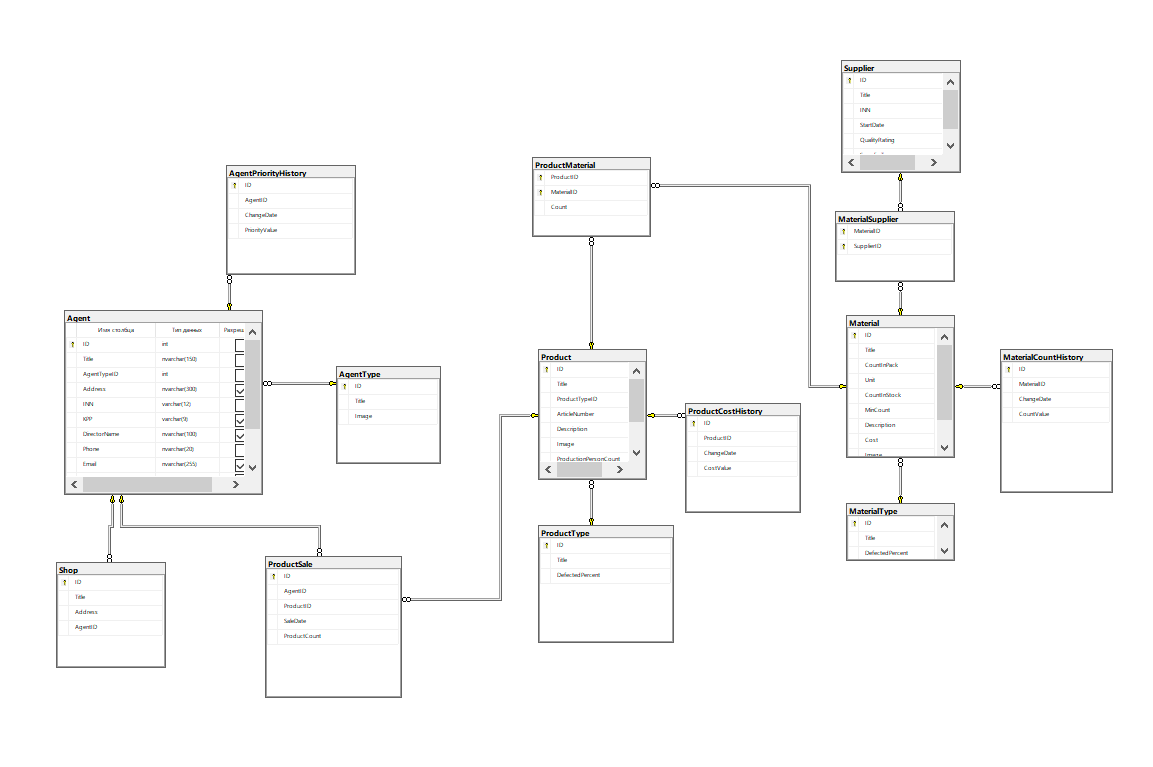 Supplier
ID
Title
INN
StartDate
QualityRating
AgentPriorityHistory
ID
AgentID
ChangeDate
PriorityValue
ProductMaterial
ProductID
MaterialID
Count
MaterialSupplier
MaterialID
SupplierID
Agent
Имя столбца Тип данных Разреш
ID int
Title nvarchar(150)
AgentTypeID int
Address nvarchar(300)
INN varchar(12)
KPP varchar(9)
DirectorName nvarchar(100)
Phone nvarchar(20)
Email nvarchar(255)
AgentType
ID
Title
Image
Product
ID
Title
ProductTypeID
ArticleNumber
Description
Image
ProductionPersonCount
ProductCostHistory
ID
ProductID
ChangeDate
CostValue
Material
ID
Title
CountInPack
Unit
CountInStock
MinCount
Description
Cost
Image
MaterialCountHistory
ID
MaterialID
ChangeDate
CountValue
MaterialType
ID
Title
DefectedPercent
ProductType
ID
Title
DefectedPercent
Shop
ID
Title
Address
AgentID
ProductSale
ID
AgentID
ProductID
SaleDate
ProductCount